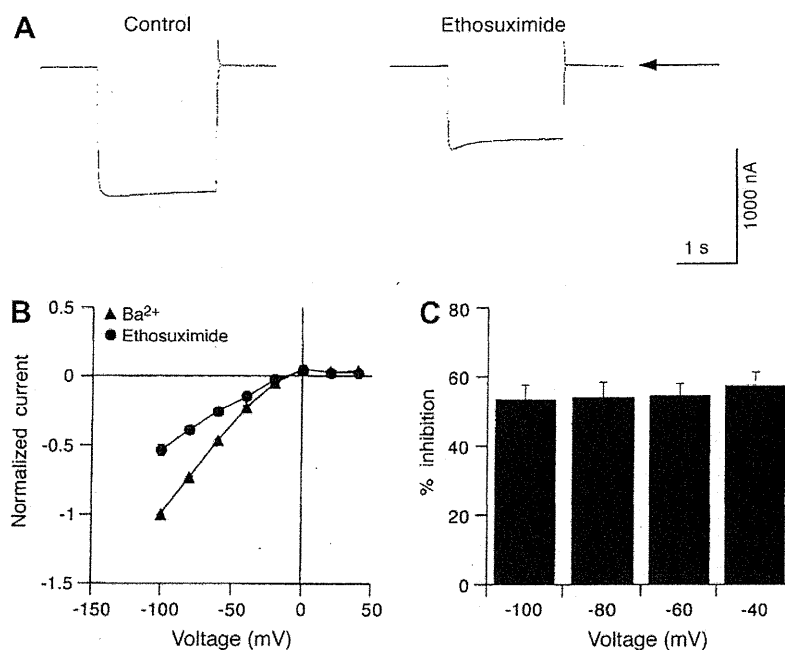 A
Control
Ethosuximide
1000 nA
1 s
B
▲ Ba²⁺
● Ethosuximide
0.5
0
-0.5
-1
-1.5
Normalized current
-150
-100
-50
0
50
Voltage (mV)
C
80
60
40
20
0
% inhibition
-100
-80
-60
-40
Voltage (mV)